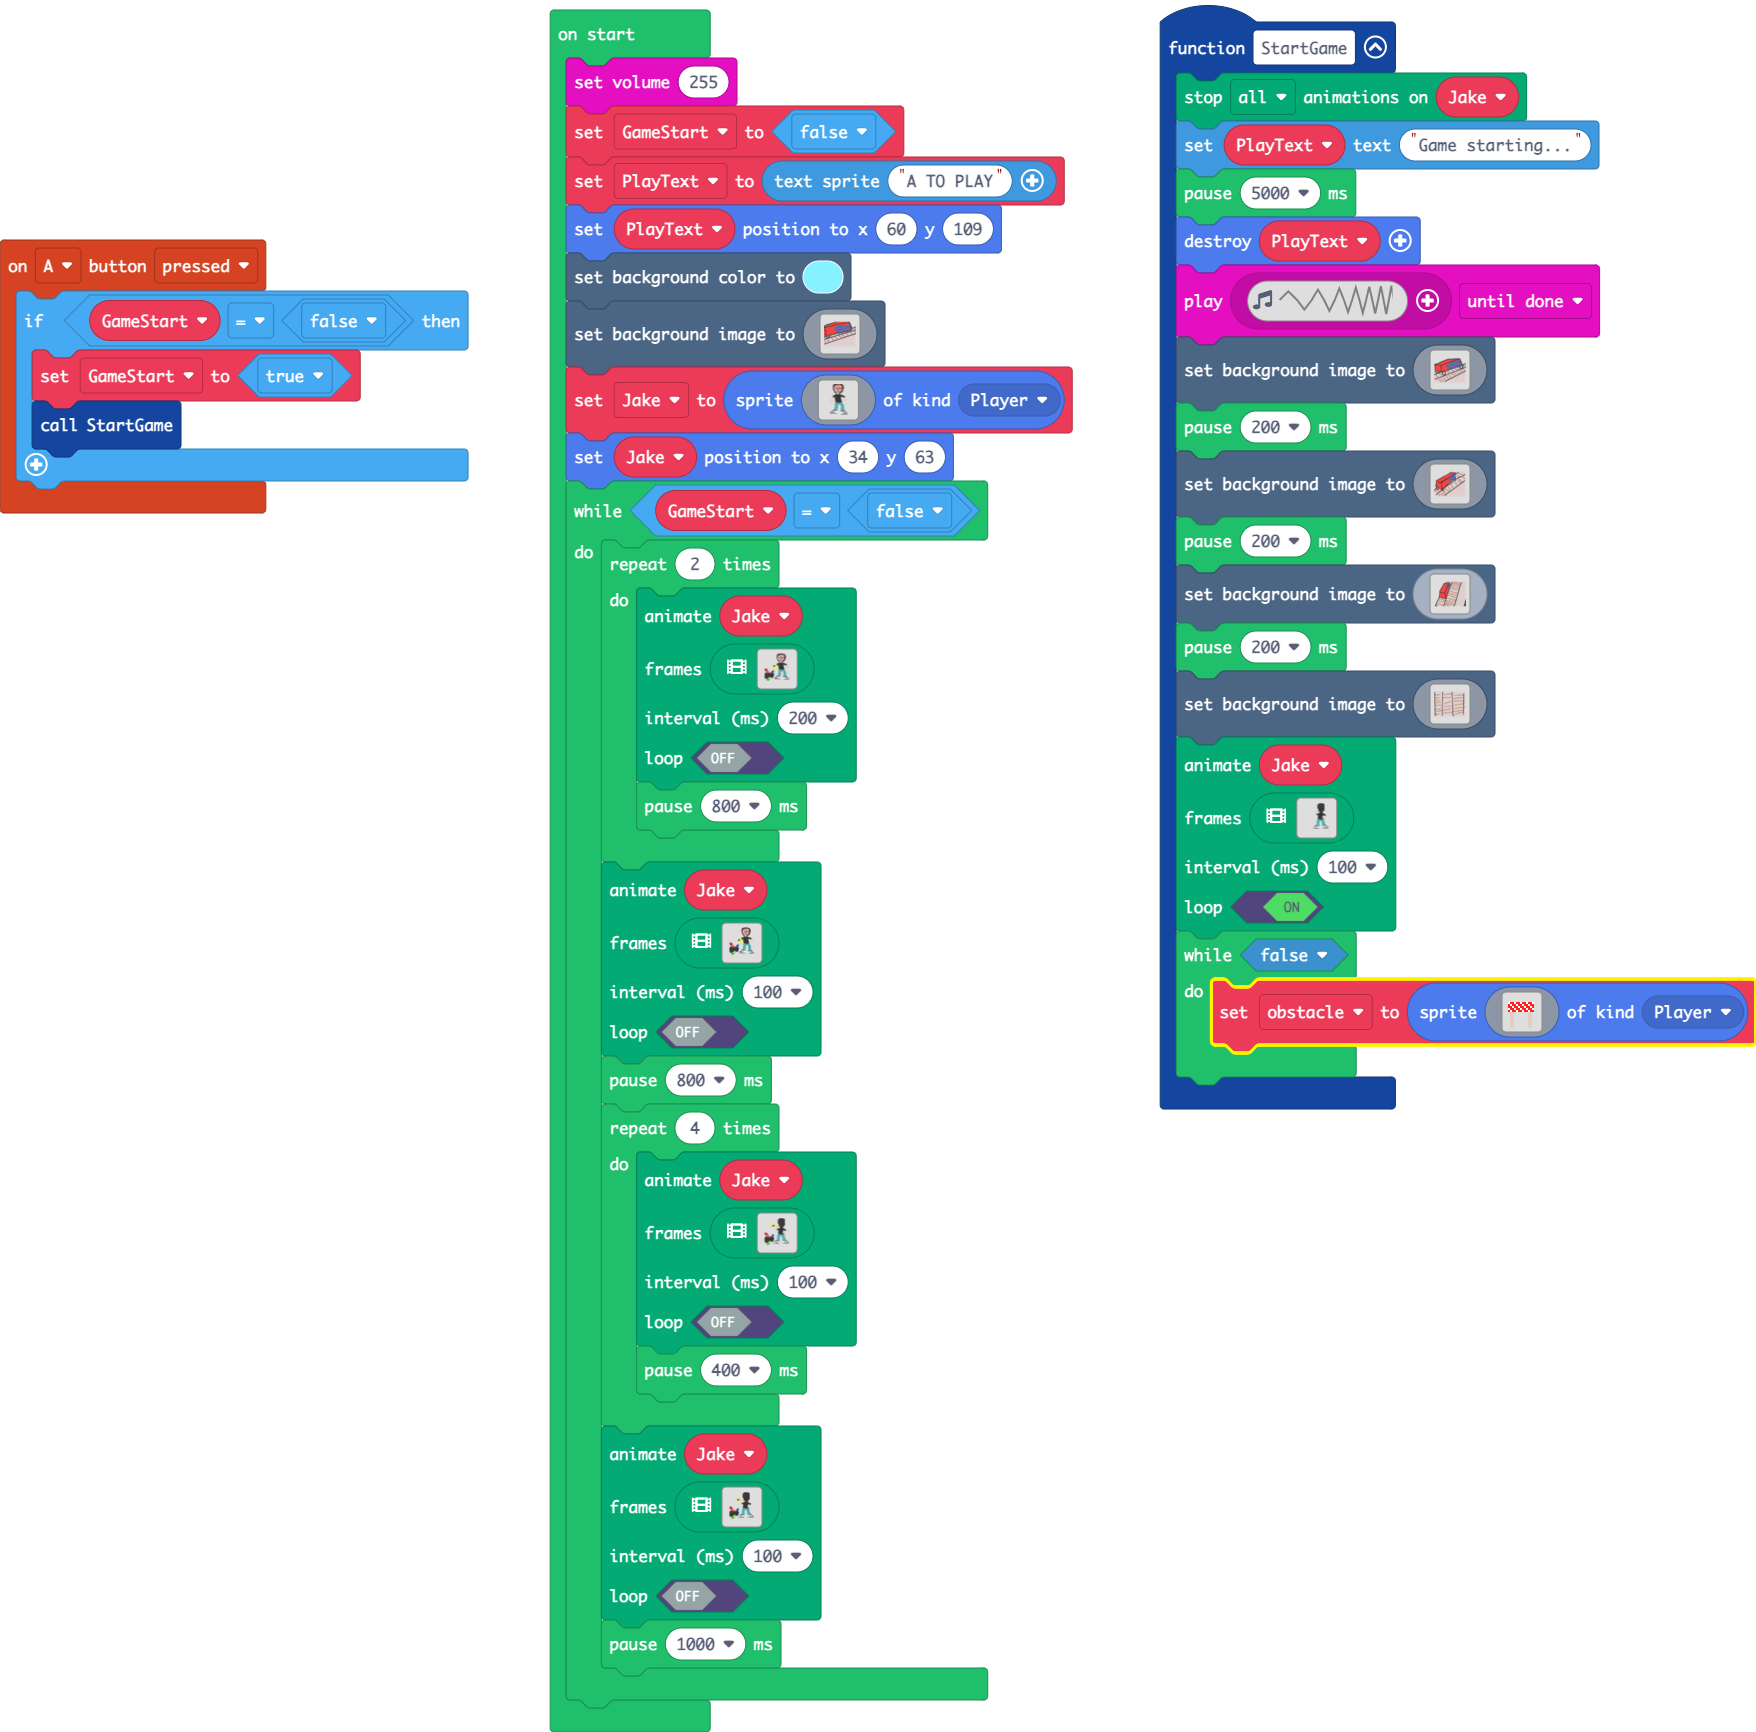 on A button pressed
if GameStart = false then
set GameStart to true
call StartGame
on start
set volume 255
set GameStart to false
set PlayText to text sprite "A TO PLAY"
set PlayText position to x 60 y 109
set background color to
set background image to
set Jake to sprite of kind Player
set Jake position to x 34 y 63
while GameStart = false
do
repeat 2 times
do
animate Jake
frames
interval (ms) 200
loop OFF
pause 800 ms
animate Jake
frames
interval (ms) 100
loop OFF
pause 800 ms
repeat 4 times
do
animate Jake
frames
interval (ms) 100
loop OFF
pause 400 ms
animate Jake
frames
interval (ms) 100
loop OFF
pause 1000 ms
function StartGame
stop all animations on Jake
set PlayText text "Game starting..."
pause 5000 ms
destroy PlayText
play until done
set background image to
pause 200 ms
set background image to
pause 200 ms
set background image to
pause 200 ms
set background image to
animate Jake
frames
interval (ms) 100
loop ON
while false
do
set obstacle to sprite of kind Player